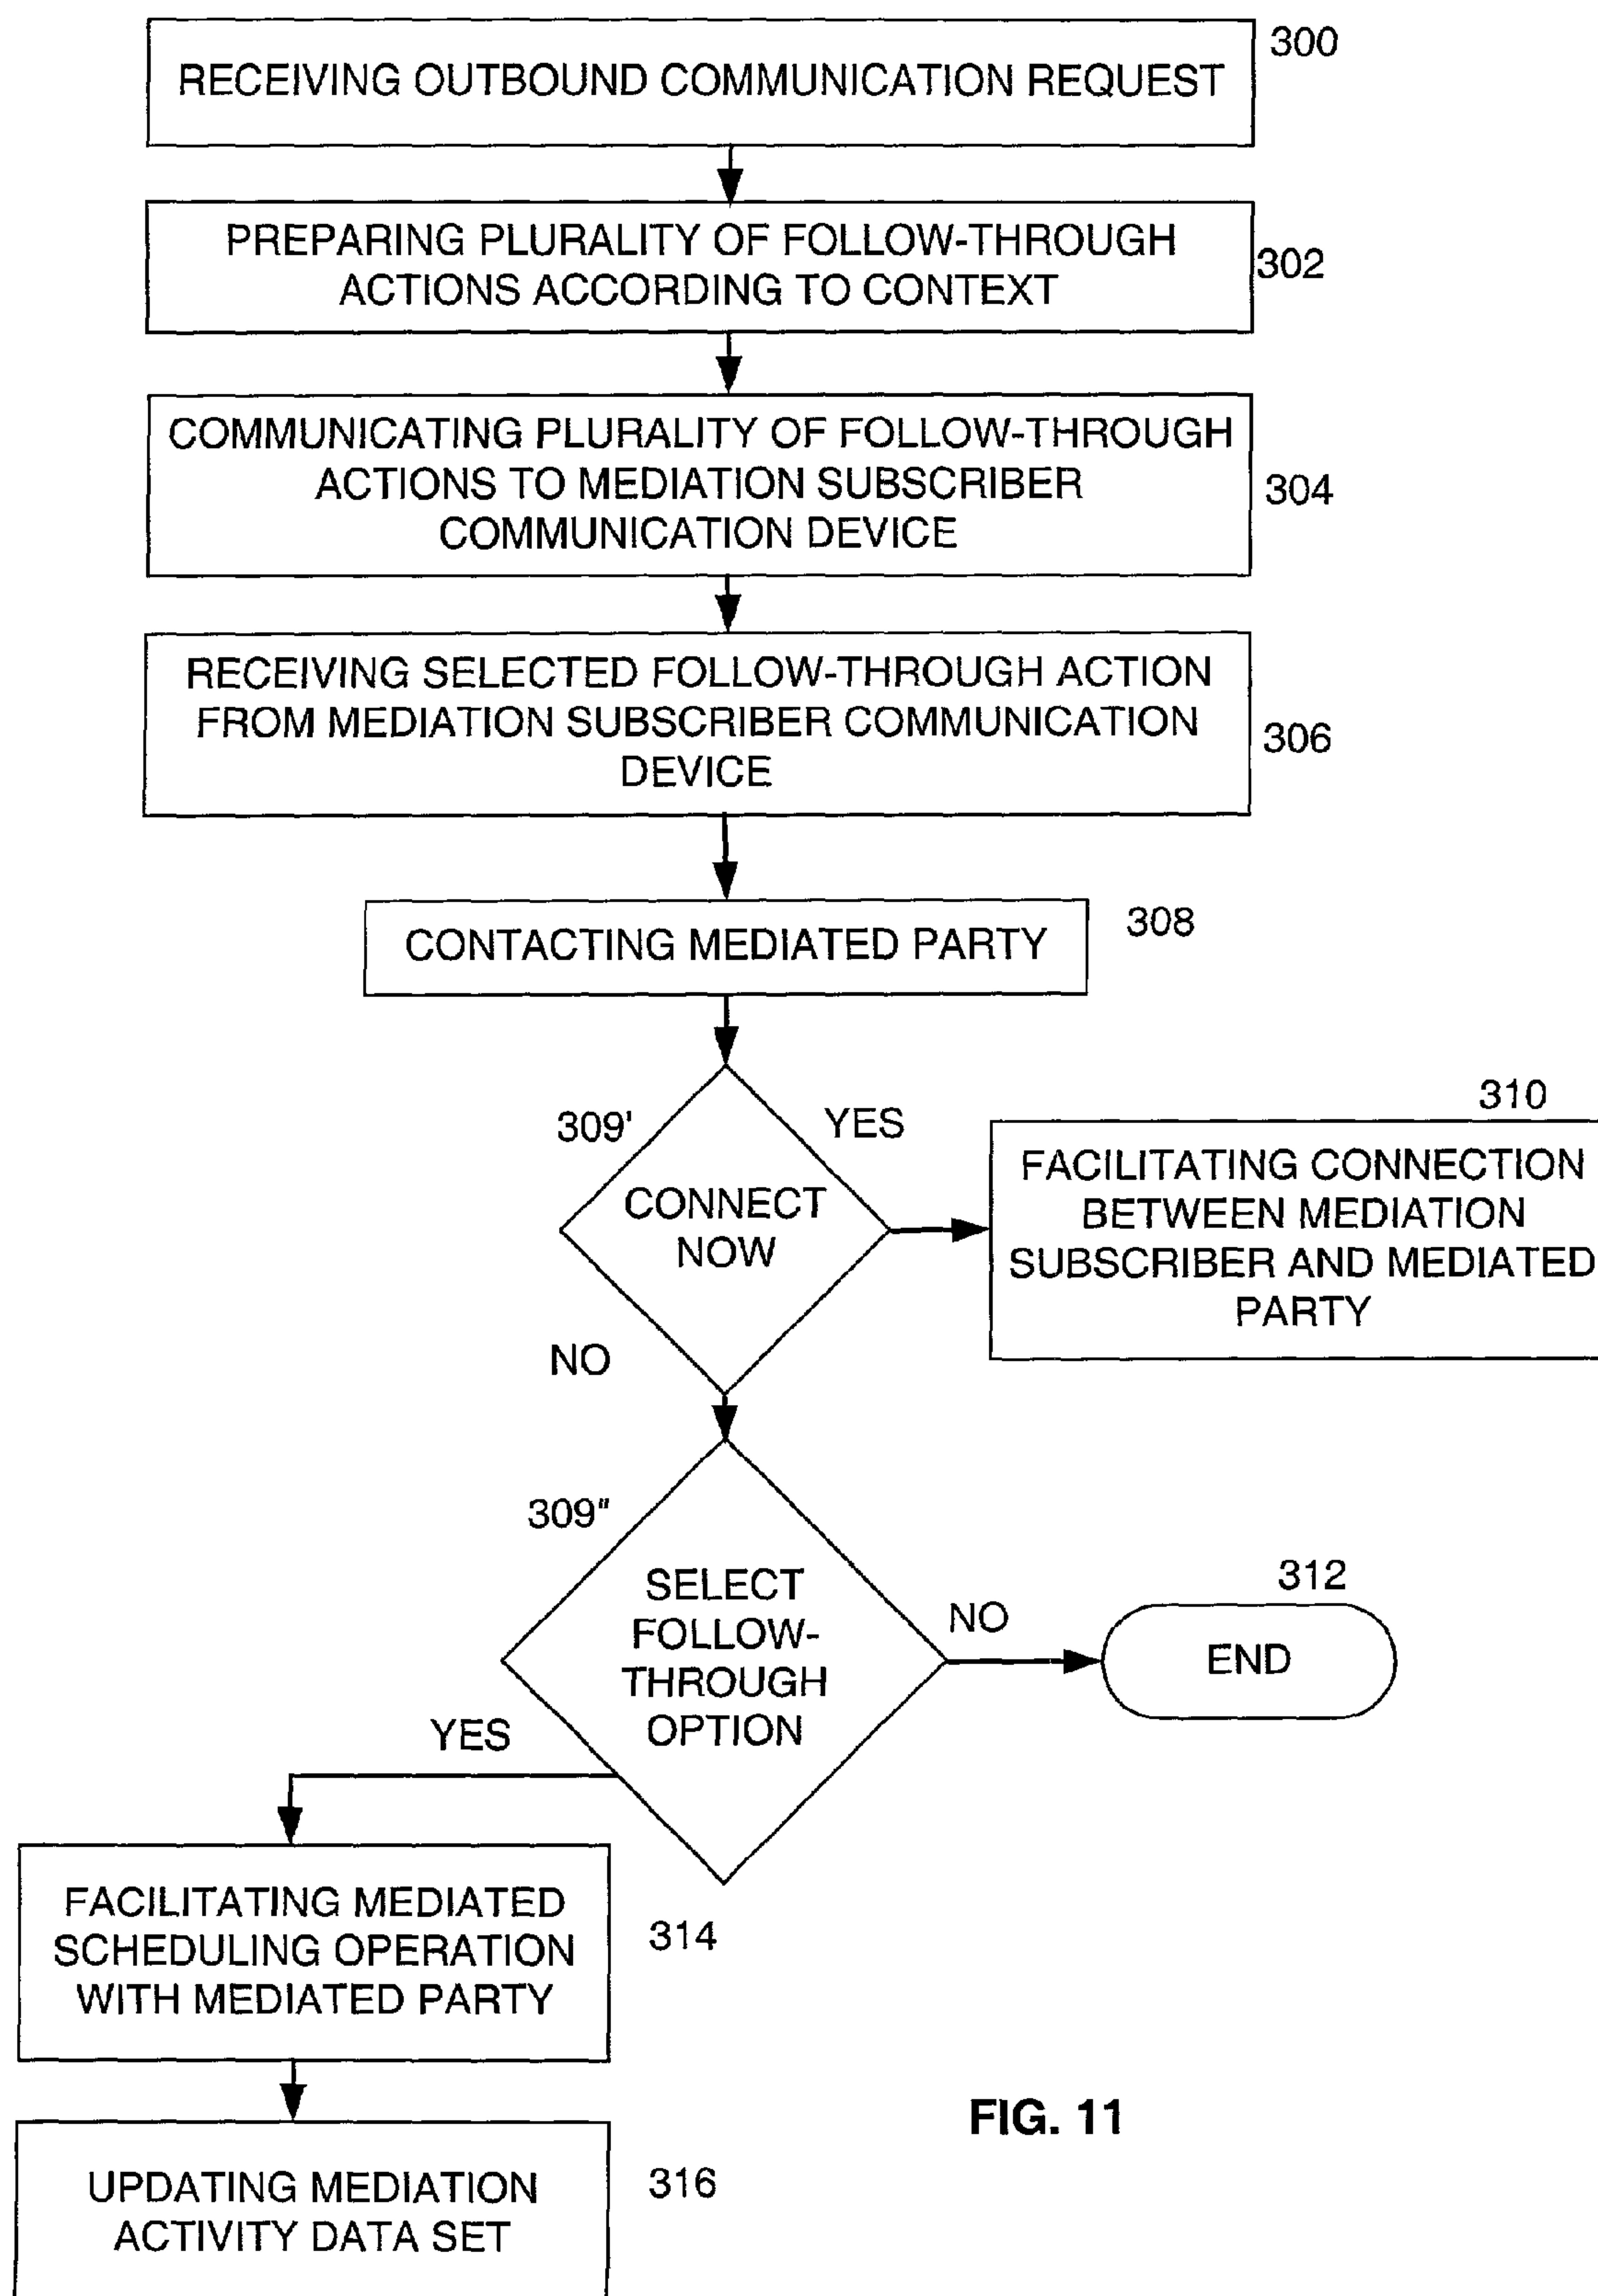 300
RECEIVING OUTBOUND COMMUNICATION REQUEST
PREPARING PLURALITY OF FOLLOW-THROUGH
ACTIONS ACCORDING TO CONTEXT
302
COMMUNICATING PLURALITY OF FOLLOW-THROUGH
ACTIONS TO MEDIATION SUBSCRIBER
COMMUNICATION DEVICE
304
RECEIVING SELECTED FOLLOW-THROUGH ACTION
FROM MEDIATION SUBSCRIBER COMMUNICATION
DEVICE
306
CONTACTING MEDIATED PARTY
308
309'
CONNECT
NOW
YES
NO
310
FACILITATING CONNECTION
BETWEEN MEDIATION
SUBSCRIBER AND MEDIATED
PARTY
309"
SELECT
FOLLOW-
THROUGH
OPTION
NO
312
END
YES
FACILITATING MEDIATED
SCHEDULING OPERATION
WITH MEDIATED PARTY
314
UPDATING MEDIATION
ACTIVITY DATA SET
316
FIG. 11